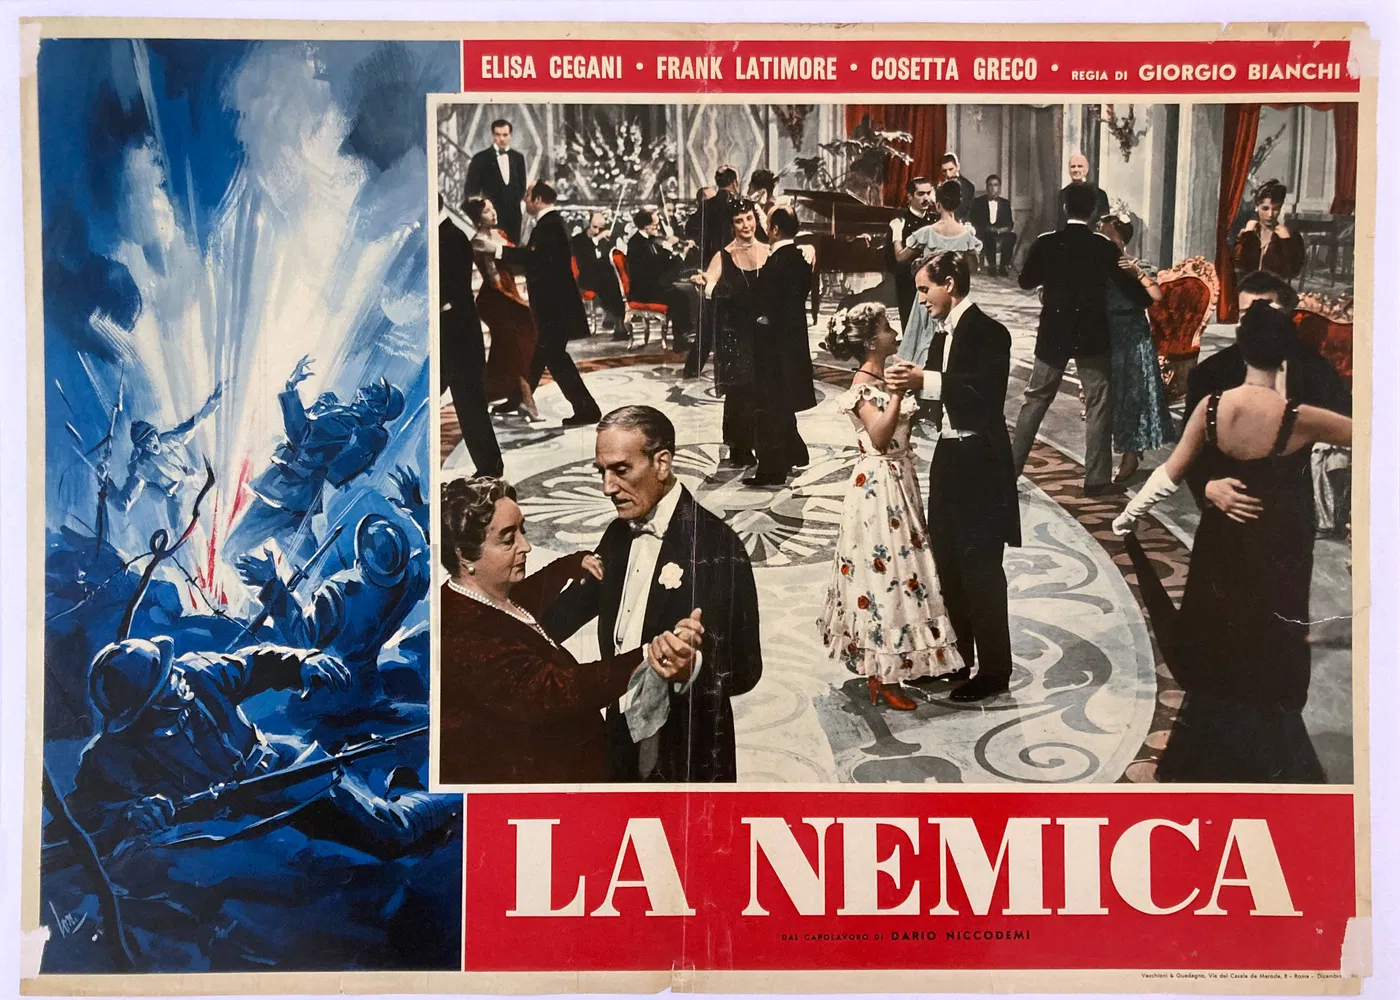 ELISA CEGANI • FRANK LATIMORE • COSETTA GRECO • REGIA DI GIORGIO BIANCHI
LA NEMICA
DAL CAPOLAVORO DI DARIO NICCODEMI
Vecchioni & Guadagno, Via del Casale de Merode, 8 - Roma - Dicembre